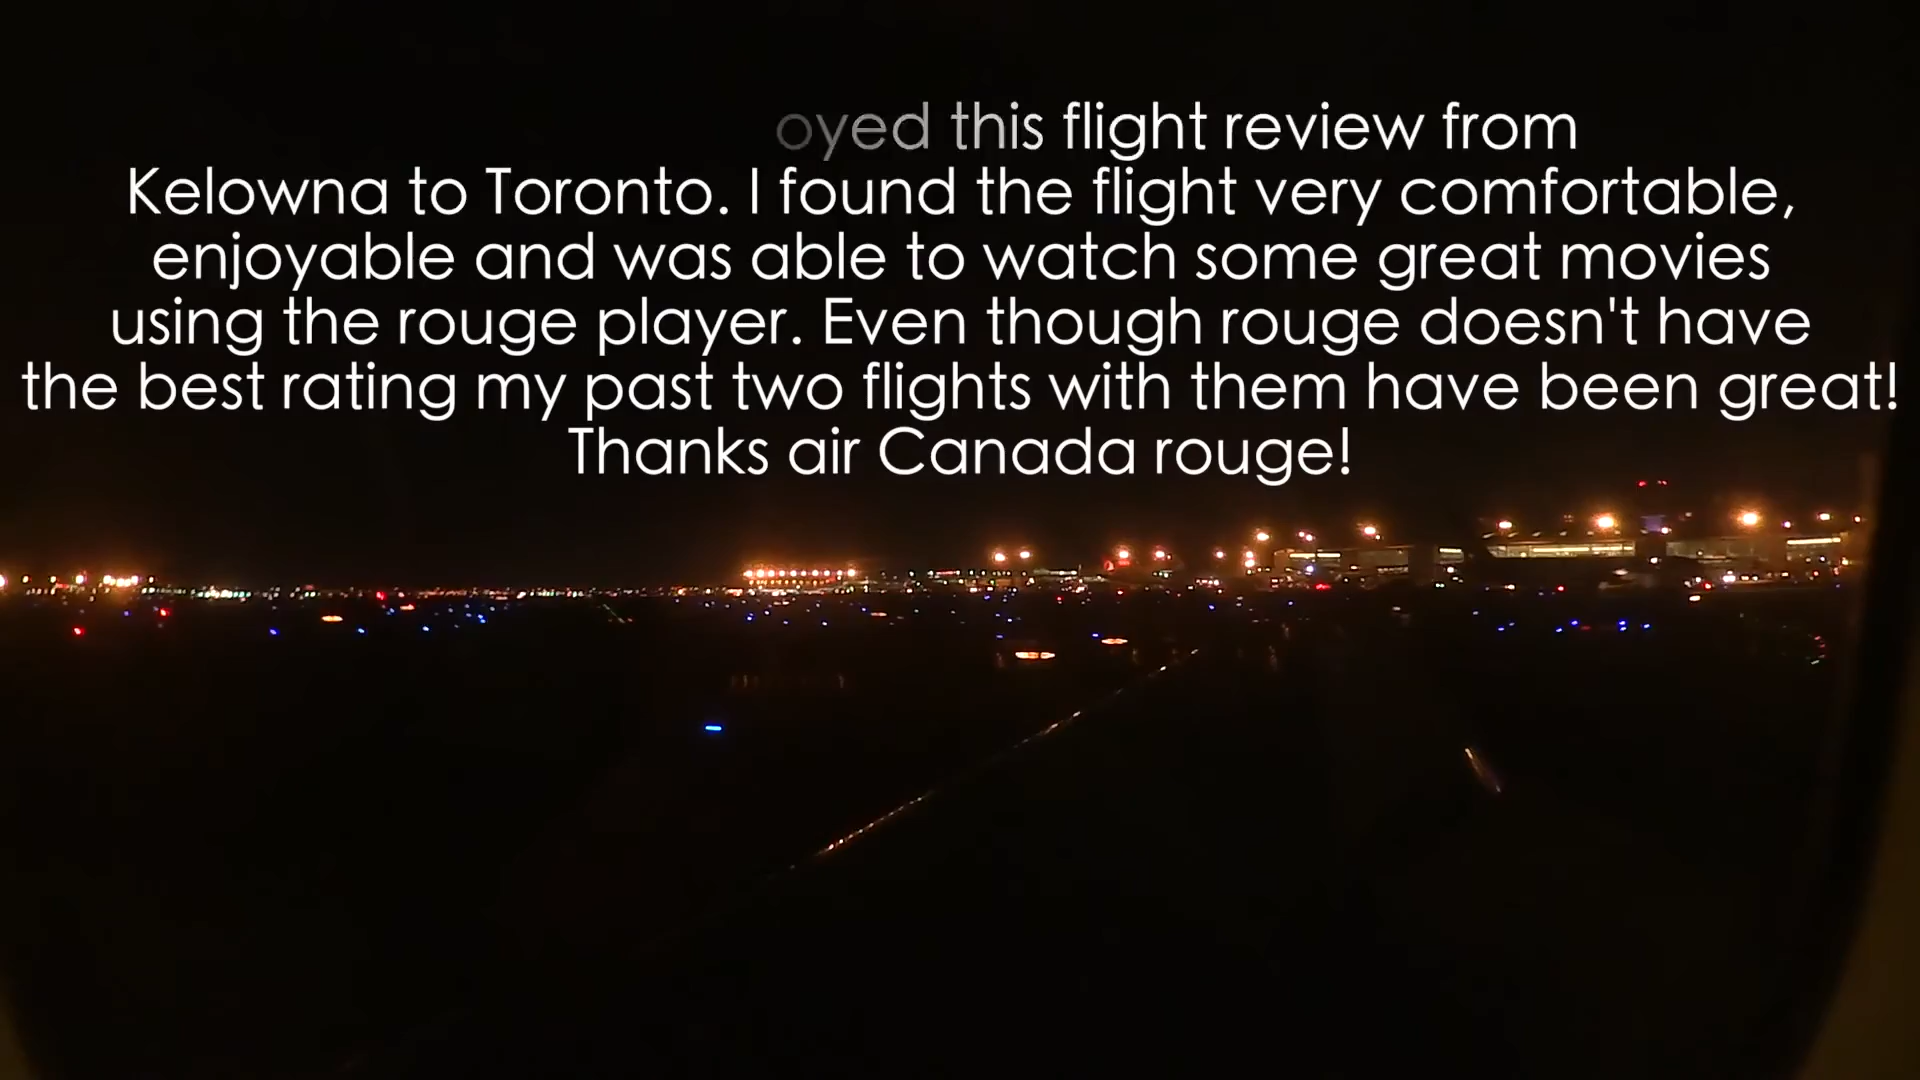 oyed this flight review from
Kelowna to Toronto. I found the flight very comfortable,
enjoyable and was able to watch some great movies
using the rouge player. Even though rouge doesn't have
the best rating my past two flights with them have been great!
Thanks air Canada rouge!